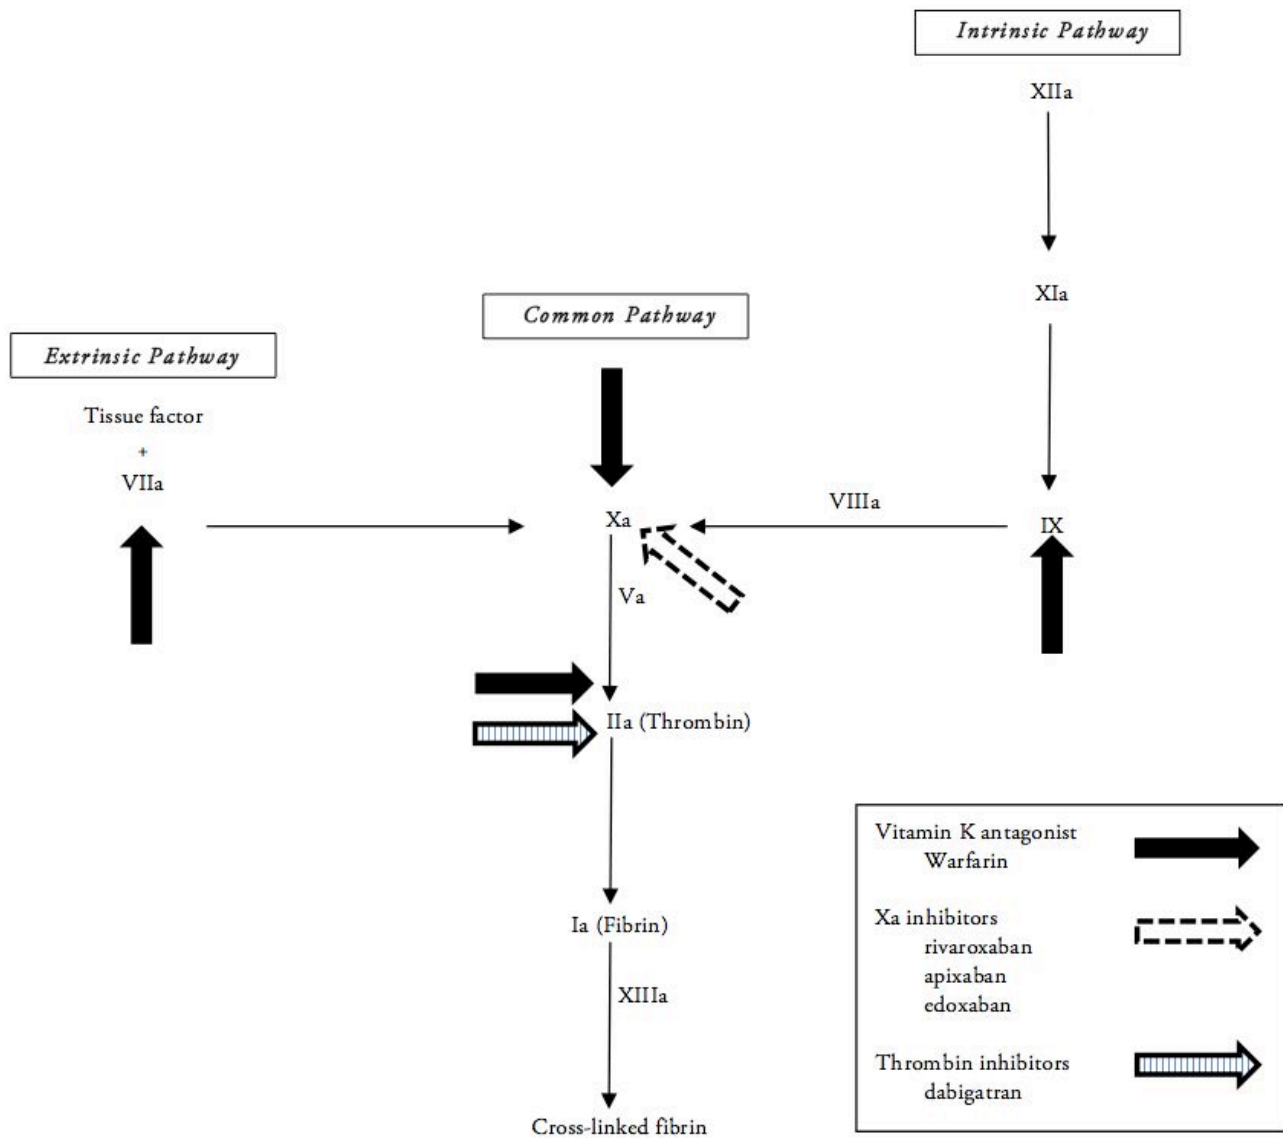 Intrinsic Pathway
XIIa
XIa
Common Pathway
Extrinsic Pathway
Tissue factor
+
VIIa
VIIIa
Xa
IX
Va
IIa (Thrombin)
Ia (Fibrin)
XIIIa
Cross-linked fibrin
Vitamin K antagonist
Warfarin
Xa inhibitors
rivaroxaban
apixaban
edoxaban
Thrombin inhibitors
dabigatran